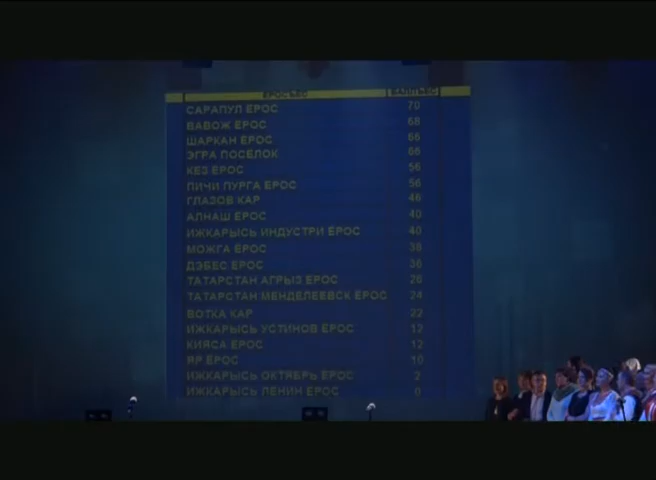 ЁРОСЪЁС БАЛЛЪЁС
САРАПУЛ ЁРОС 70
ВАВОЖ ЁРОС 68
ШАРКАН ЁРОС 66
ЭГРА ПОСЁЛОК 66
КЕЗ ЁРОС 56
ПИЧИ ПУРГА ЁРОС 56
ГЛАЗОВ КАР 46
АЛНАШ ЁРОС 40
ИЖКАРЫСЬ ИНДУСТРИ ЁРОС 40
МОЖГА ЁРОС 38
ДЭБЕС ЁРОС 36
ТАТАРСТАН АГРЫЗ ЁРОС 26
ТАТАРСТАН МЕНДЕЛЕЕВСК ЁРОС 24
ВОТКА КАР 22
ИЖКАРЫСЬ УСТИНОВ ЁРОС 12
КИЯСА ЁРОС 12
ЯР ЁРОС 10
ИЖКАРЫСЬ ОКТЯБРЬ ЁРОС 2
ИЖКАРЫСЬ ЛЕНИН ЁРОС 0